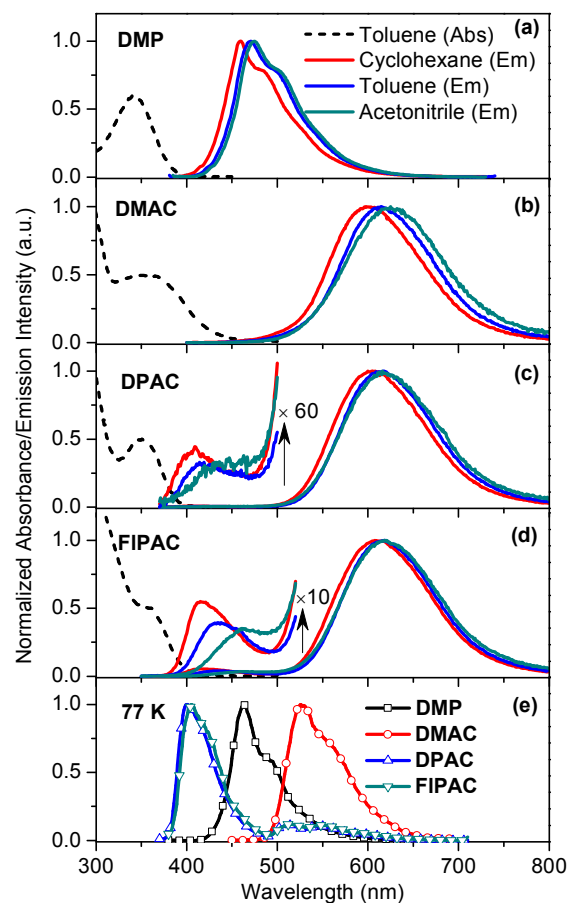 (a)
DMP
Toluene (Abs)
Cyclohexane (Em)
Toluene (Em)
Acetonitrile (Em)
1.0
0.5
0.0
(b)
DMAC
1.0
0.5
0.0
(c)
DPAC
× 60
1.0
0.5
0.0
(d)
FIPAC
×10
1.0
0.5
0.0
(e)
77 K
DMP
DMAC
DPAC
FIPAC
1.0
0.5
0.0
300 400 500 600 700 800
Wavelength (nm)
Normalized Absorbance/Emission Intensity (a.u.)